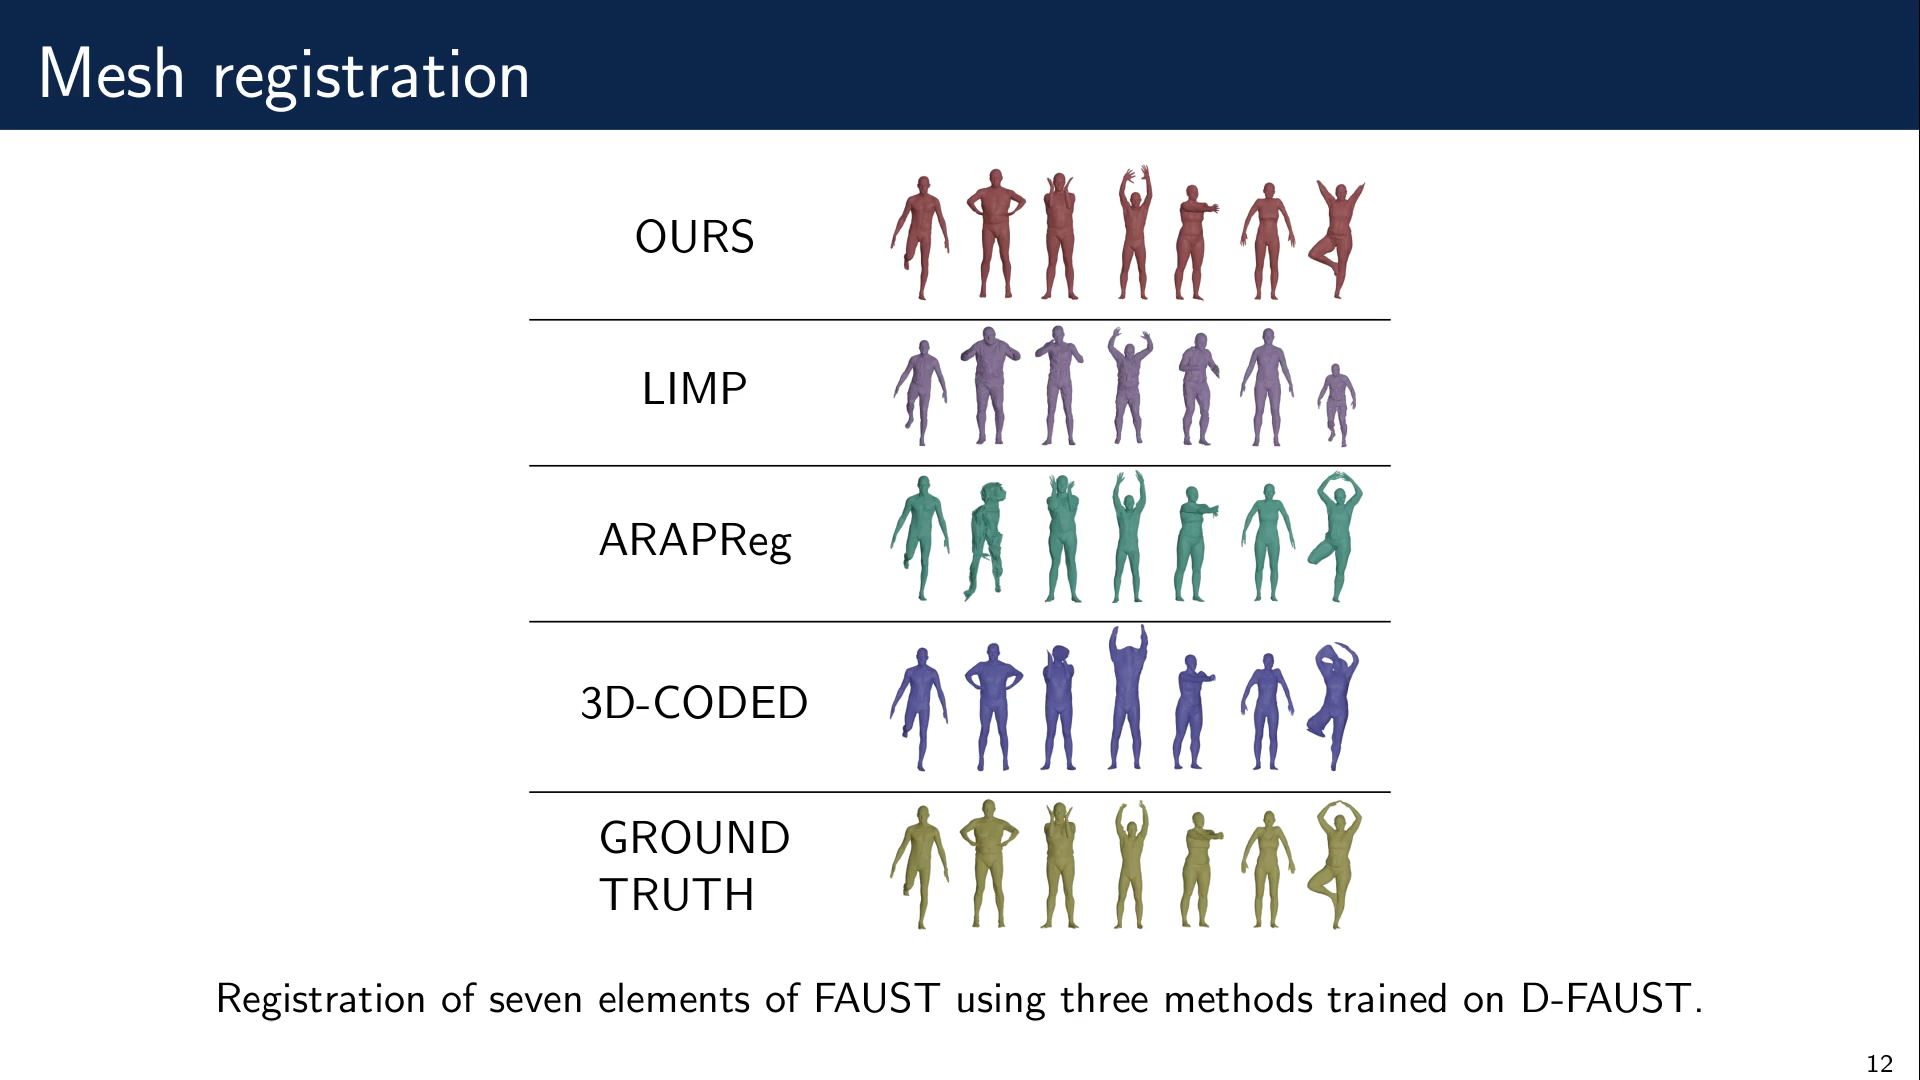 Mesh registration
OURS
LIMP
ARAPReg
3D-CODED
GROUND
TRUTH
Registration of seven elements of FAUST using three methods trained on D-FAUST.
12